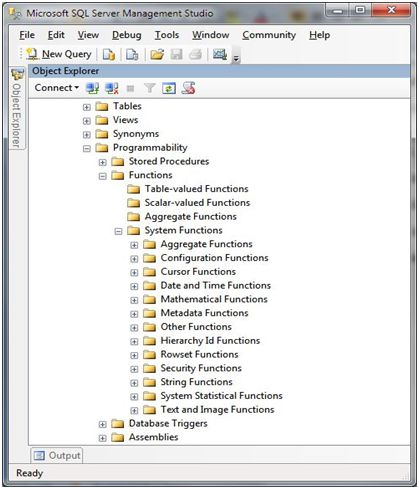 Microsoft SQL Server Management Studio
File Edit View Debug Tools Window Community Help
New Query
Object Explorer
Object Explorer
Connect
Tables
Views
Synonyms
Programmability
Stored Procedures
Functions
Table-valued Functions
Scalar-valued Functions
Aggregate Functions
System Functions
Aggregate Functions
Configuration Functions
Cursor Functions
Date and Time Functions
Mathematical Functions
Metadata Functions
Other Functions
Hierarchy Id Functions
Rowset Functions
Security Functions
String Functions
System Statistical Functions
Text and Image Functions
Database Triggers
Assemblies
Output
Ready